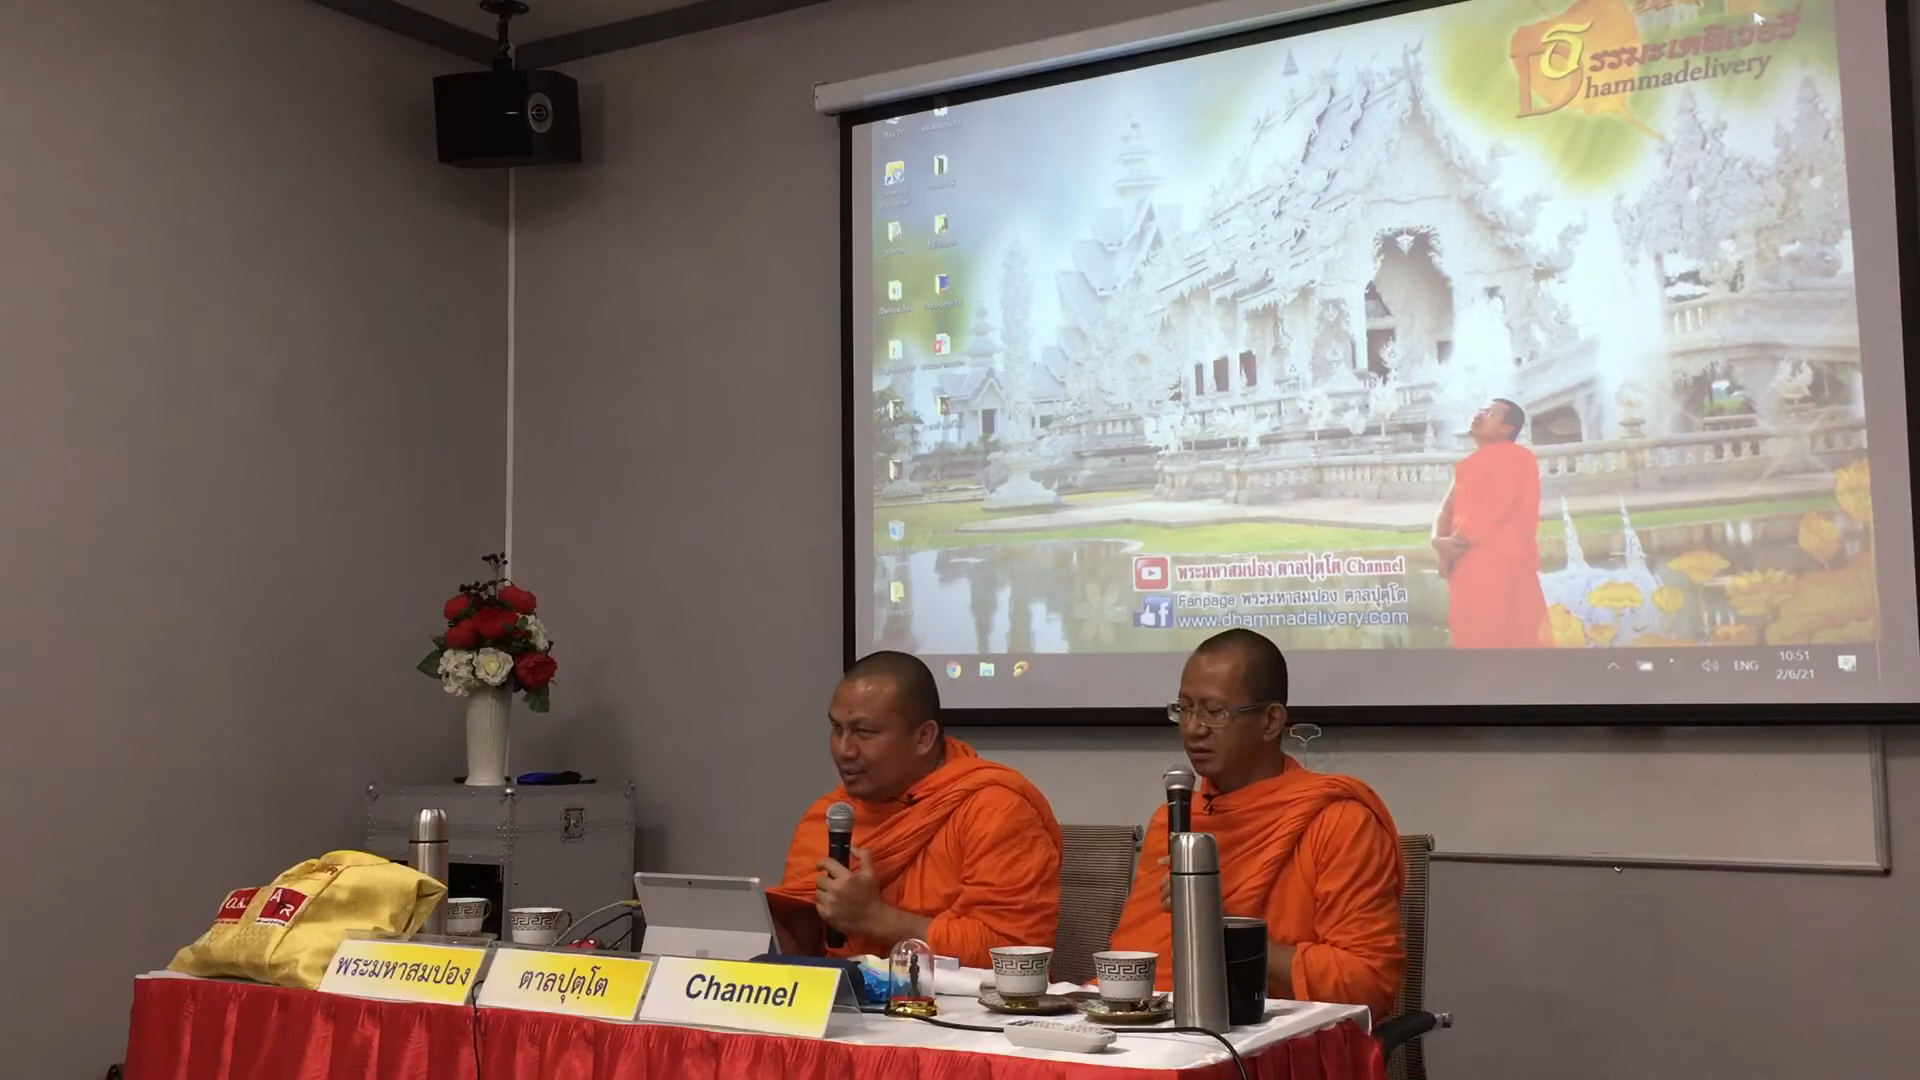 ธรรมะเดลิเวอรี่
Dhammadelivery
This PC
พระมหาสมปอง ตาลปุตฺโต Channel
Fanpage พระมหาสมปอง ตาลปุตฺโต
www.dhammadelivery.com
ENG
10:51
2/6/21
A
R
พระมหาสมปอง
ตาลปุตฺโต
Channel